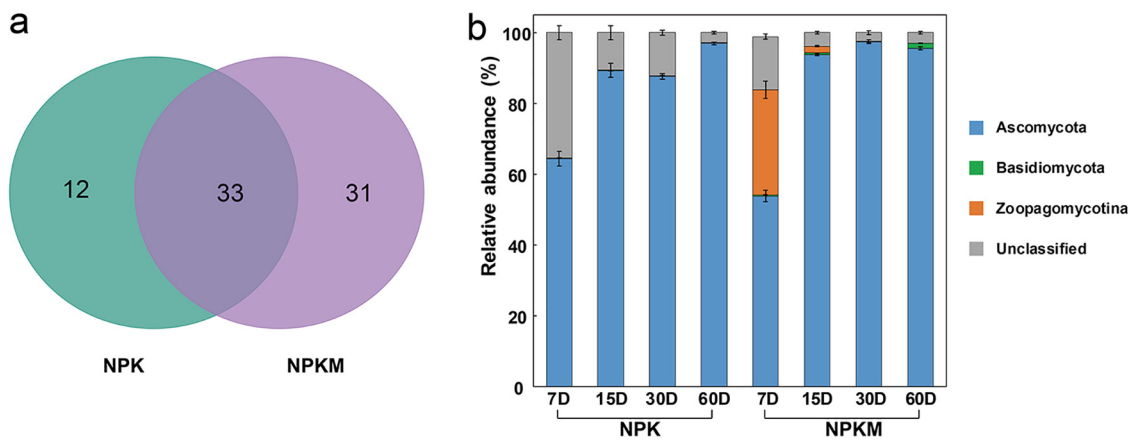 a
12
33
31
NPK
NPKM
b
Relative abundance (%)
100
80
60
40
20
0
7D 15D 30D 60D 7D 15D 30D 60D
NPK NPKM
Ascomycota
Basidiomycota
Zoopagomycotina
Unclassified